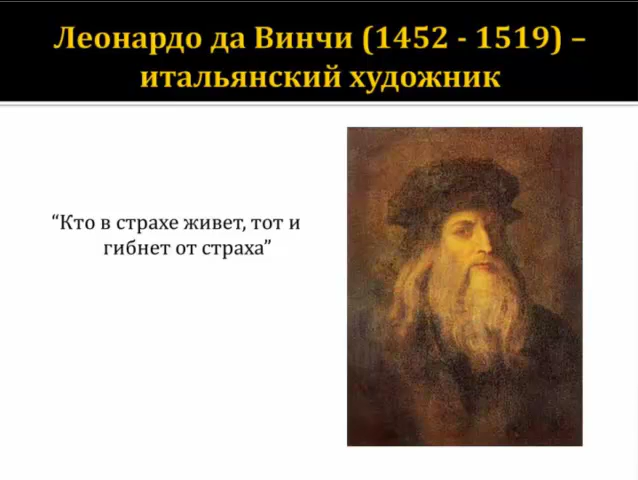 Леонардо да Винчи (1452 - 1519) –
итальянский художник
“Кто в страхе живет, тот и
гибнет от страха”